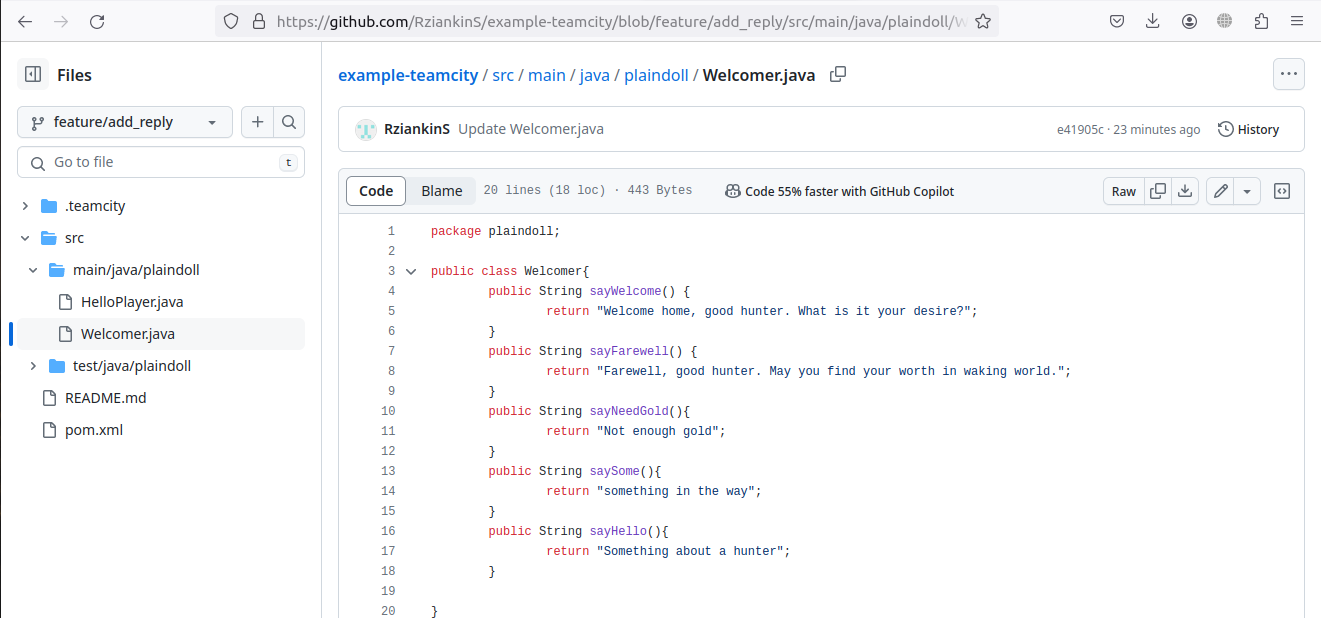 https://github.com/RziankinS/example-teamcity/blob/feature/add_reply/src/main/java/plaindoll/W
Files
example-teamcity / src / main / java / plaindoll / Welcomer.java
feature/add_reply
RziankinS Update Welcomer.java
e41905c · 23 minutes ago
History
Go to file
t
Code
Blame
20 lines (18 loc) · 443 Bytes
Code 55% faster with GitHub Copilot
Raw
.teamcity
src
main/java/plaindoll
HelloPlayer.java
Welcomer.java
test/java/plaindoll
README.md
pom.xml
1 package plaindoll;
2
3 public class Welcomer{
4 public String sayWelcome() {
5 return "Welcome home, good hunter. What is it your desire?";
6 }
7 public String sayFarewell() {
8 return "Farewell, good hunter. May you find your worth in waking world.";
9 }
10 public String sayNeedGold(){
11 return "Not enough gold";
12 }
13 public String saySome(){
14 return "something in the way";
15 }
16 public String sayHello(){
17 return "Something about a hunter";
18 }
19
20 }